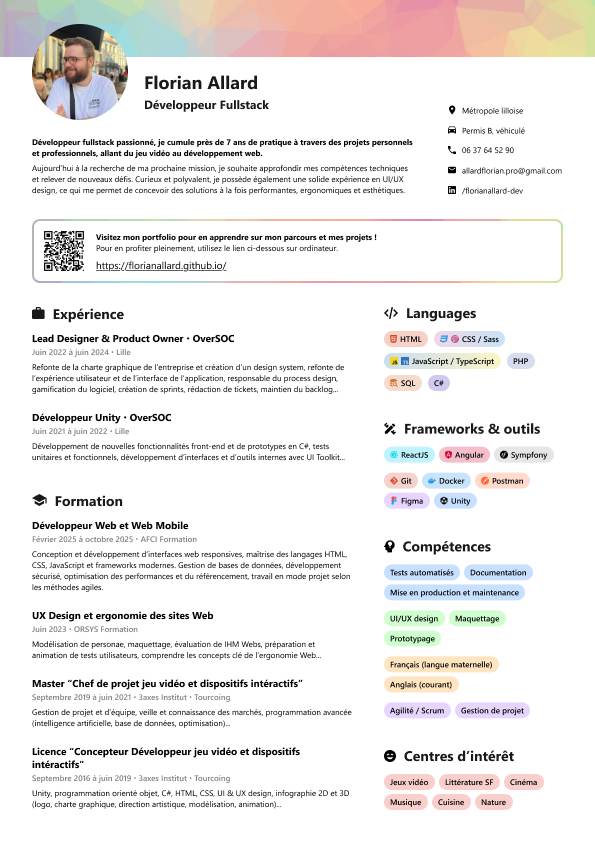 Florian Allard
Développeur Fullstack
Métropole lilloise
Permis B, véhiculé
06 37 64 52 90
allardflorian.pro@gmail.com
/florianallard-dev
Développeur fullstack passionné, je cumule près de 7 ans de pratique à travers des projets personnels
et professionnels, allant du jeu vidéo au développement web.
Aujourd'hui à la recherche de ma prochaine mission, je souhaite approfondir mes compétences techniques
et relever de nouveaux défis. Curieux et polyvalent, je possède également une solide expérience en UI/UX
design, ce qui me permet de concevoir des solutions à la fois performantes, ergonomiques et esthétiques.
Visitez mon portfolio pour en apprendre sur mon parcours et mes projets !
Pour en profiter pleinement, utilisez le lien ci-dessous sur ordinateur.
https://florianallard.github.io/
Expérience
Lead Designer & Product Owner • OverSOC
Juin 2022 à juin 2024 • Lille
Refonte de la charte graphique de l'entreprise et création d'un design system, refonte de
l'expérience utilisateur et de l'interface de l'application, responsable du process design,
gamification du logiciel, création de sprints, rédaction de tickets, maintien du backlog...
Développeur Unity • OverSOC
Juin 2021 à juin 2022 • Lille
Développement de nouvelles fonctionnalités front-end et de prototypes en C#, tests
unitaires et fonctionnels, développement d'interfaces et d'outils internes avec UI Toolkit...
Formation
Développeur Web et Web Mobile
Février 2025 à octobre 2025 • AFCI Formation
Conception et développement d'interfaces web responsives, maîtrise des langages HTML,
CSS, JavaScript et frameworks modernes. Gestion de bases de données, développement
sécurisé, optimisation des performances et du référencement, travail en mode projet selon
les méthodes agiles.
UX Design et ergonomie des sites Web
Juin 2023 • ORSYS Formation
Modélisation de personae, maquettage, évaluation de IHM Webs, préparation et
animation de tests utilisateurs, comprendre les concepts clé de l'ergonomie Web...
Master "Chef de projet jeu vidéo et dispositifs intéractifs"
Septembre 2019 à juin 2021 • 3axes Institut • Tourcoing
Gestion de projet et d'équipe, veille et connaissance des marchés, programmation avancée
(intelligence artificielle, base de données, optimisation)...
Licence "Concepteur Développeur jeu vidéo et dispositifs
intéractifs"
Septembre 2016 à juin 2019 • 3axes Institut • Tourcoing
Unity, programmation orienté objet, C#, HTML, CSS, UI & UX design, infographie 2D et 3D
(logo, charte graphique, direction artistique, modélisation, animation)...
Languages
HTML CSS / Sass
JavaScript / TypeScript PHP
SQL C#
Frameworks & outils
ReactJS Angular Sympfony
Git Docker Postman
Figma Unity
Compétences
Tests automatisés Documentation
Mise en production et maintenance
UI/UX design Maquettage
Prototypage
Français (langue maternelle)
Anglais (courant)
Agilité / Scrum Gestion de projet
Centres d'intérêt
Jeux vidéo Littérature SF Cinéma
Musique Cuisine Nature